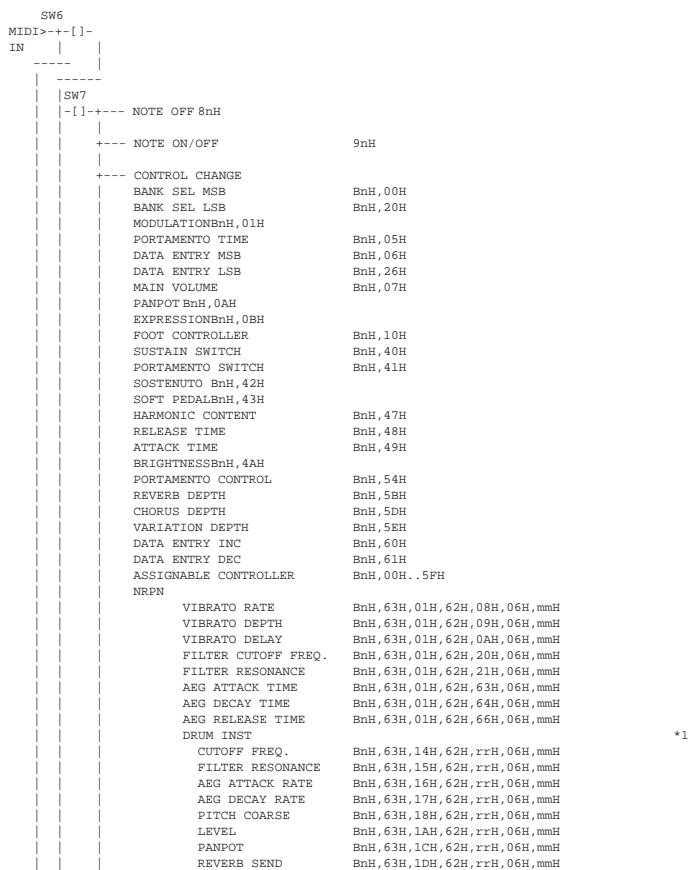 SW6
MIDI>-+-[]-
IN | |
----- |
| ------
| |SW7
| |-[]-+--- NOTE OFF 8nH
| | |
| | +--- NOTE ON/OFF 9nH
| | |
| | +--- CONTROL CHANGE
| | | BANK SEL MSB BnH,00H
| | | BANK SEL LSB BnH,20H
| | | MODULATIONBnH,01H
| | | PORTAMENTO TIME BnH,05H
| | | DATA ENTRY MSB BnH,06H
| | | DATA ENTRY LSB BnH,26H
| | | MAIN VOLUME BnH,07H
| | | PANPOT BnH,0AH
| | | EXPRESSIONBnH,0BH
| | | FOOT CONTROLLER BnH,10H
| | | SUSTAIN SWITCH BnH,40H
| | | PORTAMENTO SWITCH BnH,41H
| | | SOSTENUTO BnH,42H
| | | SOFT PEDALBnH,43H
| | | HARMONIC CONTENT BnH,47H
| | | RELEASE TIME BnH,48H
| | | ATTACK TIME BnH,49H
| | | BRIGHTNESSBnH,4AH
| | | PORTAMENTO CONTROL BnH,54H
| | | REVERB DEPTH BnH,5BH
| | | CHORUS DEPTH BnH,5DH
| | | VARIATION DEPTH BnH,5EH
| | | DATA ENTRY INC BnH,60H
| | | DATA ENTRY DEC BnH,61H
| | | ASSIGNABLE CONTROLLER BnH,00H..5FH
| | | NRPN
| | | VIBRATO RATE BnH,63H,01H,62H,08H,06H,mmH
| | | VIBRATO DEPTH BnH,63H,01H,62H,09H,06H,mmH
| | | VIBRATO DELAY BnH,63H,01H,62H,0AH,06H,mmH
| | | FILTER CUTOFF FREQ. BnH,63H,01H,62H,20H,06H,mmH
| | | FILTER RESONANCE BnH,63H,01H,62H,21H,06H,mmH
| | | AEG ATTACK TIME BnH,63H,01H,62H,63H,06H,mmH
| | | AEG DECAY TIME BnH,63H,01H,62H,64H,06H,mmH
| | | AEG RELEASE TIME BnH,63H,01H,62H,66H,06H,mmH
| | | DRUM INST *1
| | | CUTOFF FREQ. BnH,63H,14H,62H,rrH,06H,mmH
| | | FILTER RESONANCE BnH,63H,15H,62H,rrH,06H,mmH
| | | AEG ATTACK RATE BnH,63H,16H,62H,rrH,06H,mmH
| | | AEG DECAY RATE BnH,63H,17H,62H,rrH,06H,mmH
| | | PITCH COARSE BnH,63H,18H,62H,rrH,06H,mmH
| | | LEVEL BnH,63H,1AH,62H,rrH,06H,mmH
| | | PANPOT BnH,63H,1CH,62H,rrH,06H,mmH
| | | REVERB SEND BnH,63H,1DH,62H,rrH,06H,mmH